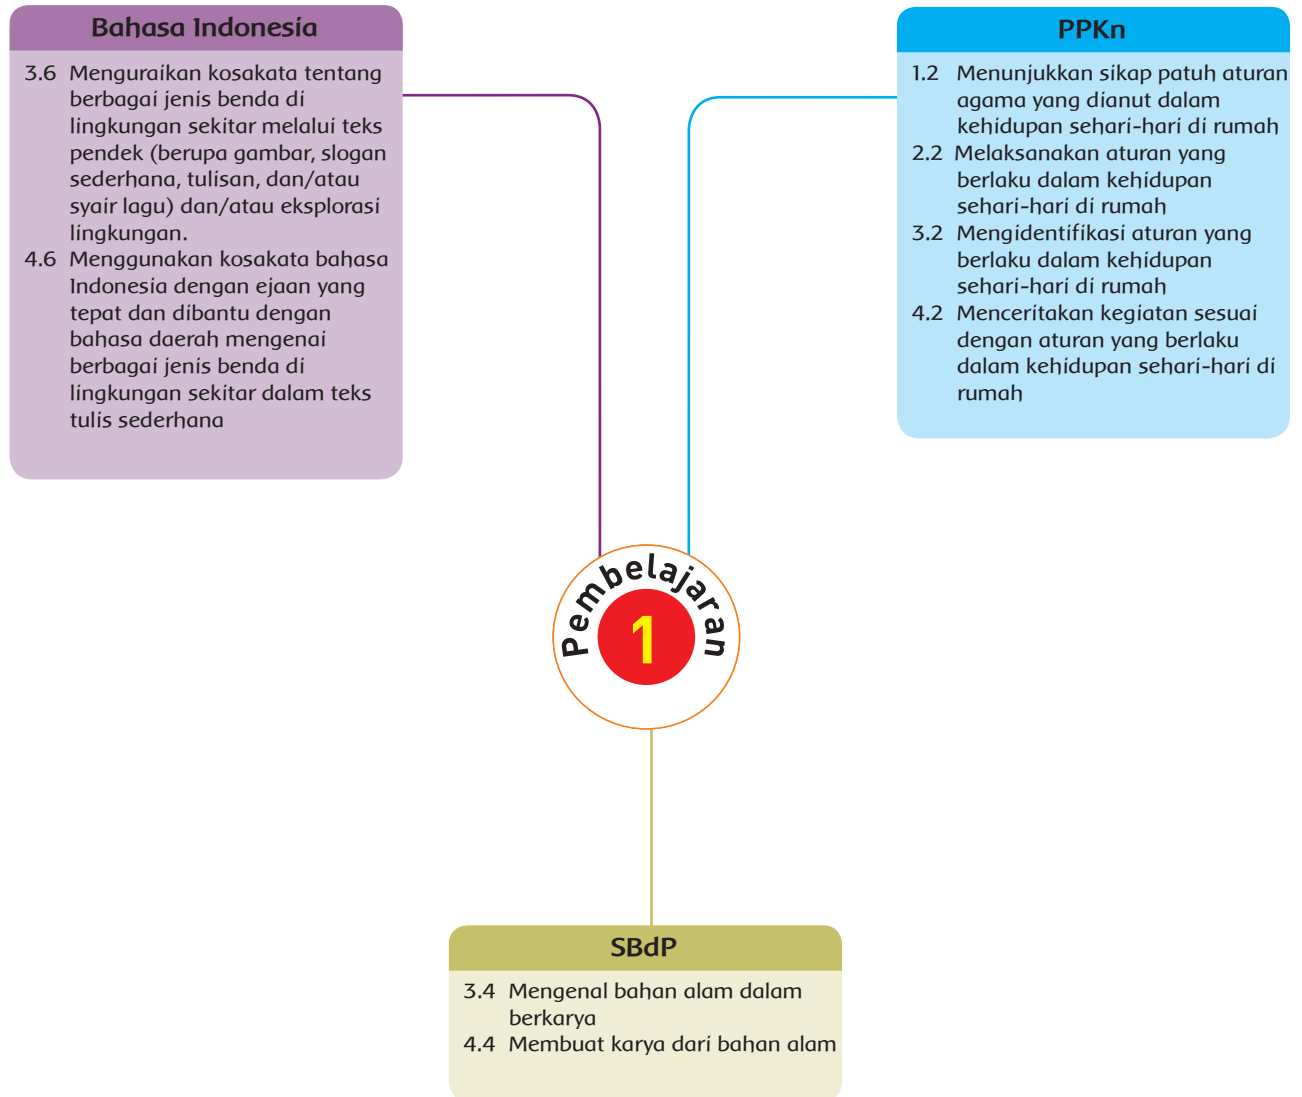 Bahasa Indonesia
3.6 Menguraikan kosakata tentang
berbagai jenis benda di
lingkungan sekitar melalui teks
pendek (berupa gambar, slogan
sederhana, tulisan, dan/atau
syair lagu) dan/atau eksplorasi
lingkungan.
4.6 Menggunakan kosakata bahasa
Indonesia dengan ejaan yang
tepat dan dibantu dengan
bahasa daerah mengenai
berbagai jenis benda di
lingkungan sekitar dalam teks
tulis sederhana
PPKn
1.2 Menunjukkan sikap patuh aturan
agama yang dianut dalam
kehidupan sehari-hari di rumah
2.2 Melaksanakan aturan yang
berlaku dalam kehidupan
sehari-hari di rumah
3.2 Mengidentifikasi aturan yang
berlaku dalam kehidupan
sehari-hari di rumah
4.2 Menceritakan kegiatan sesuai
dengan aturan yang berlaku
dalam kehidupan sehari-hari di
rumah
Pembelajaran
1
SBdP
3.4 Mengenal bahan alam dalam
berkarya
4.4 Membuat karya dari bahan alam